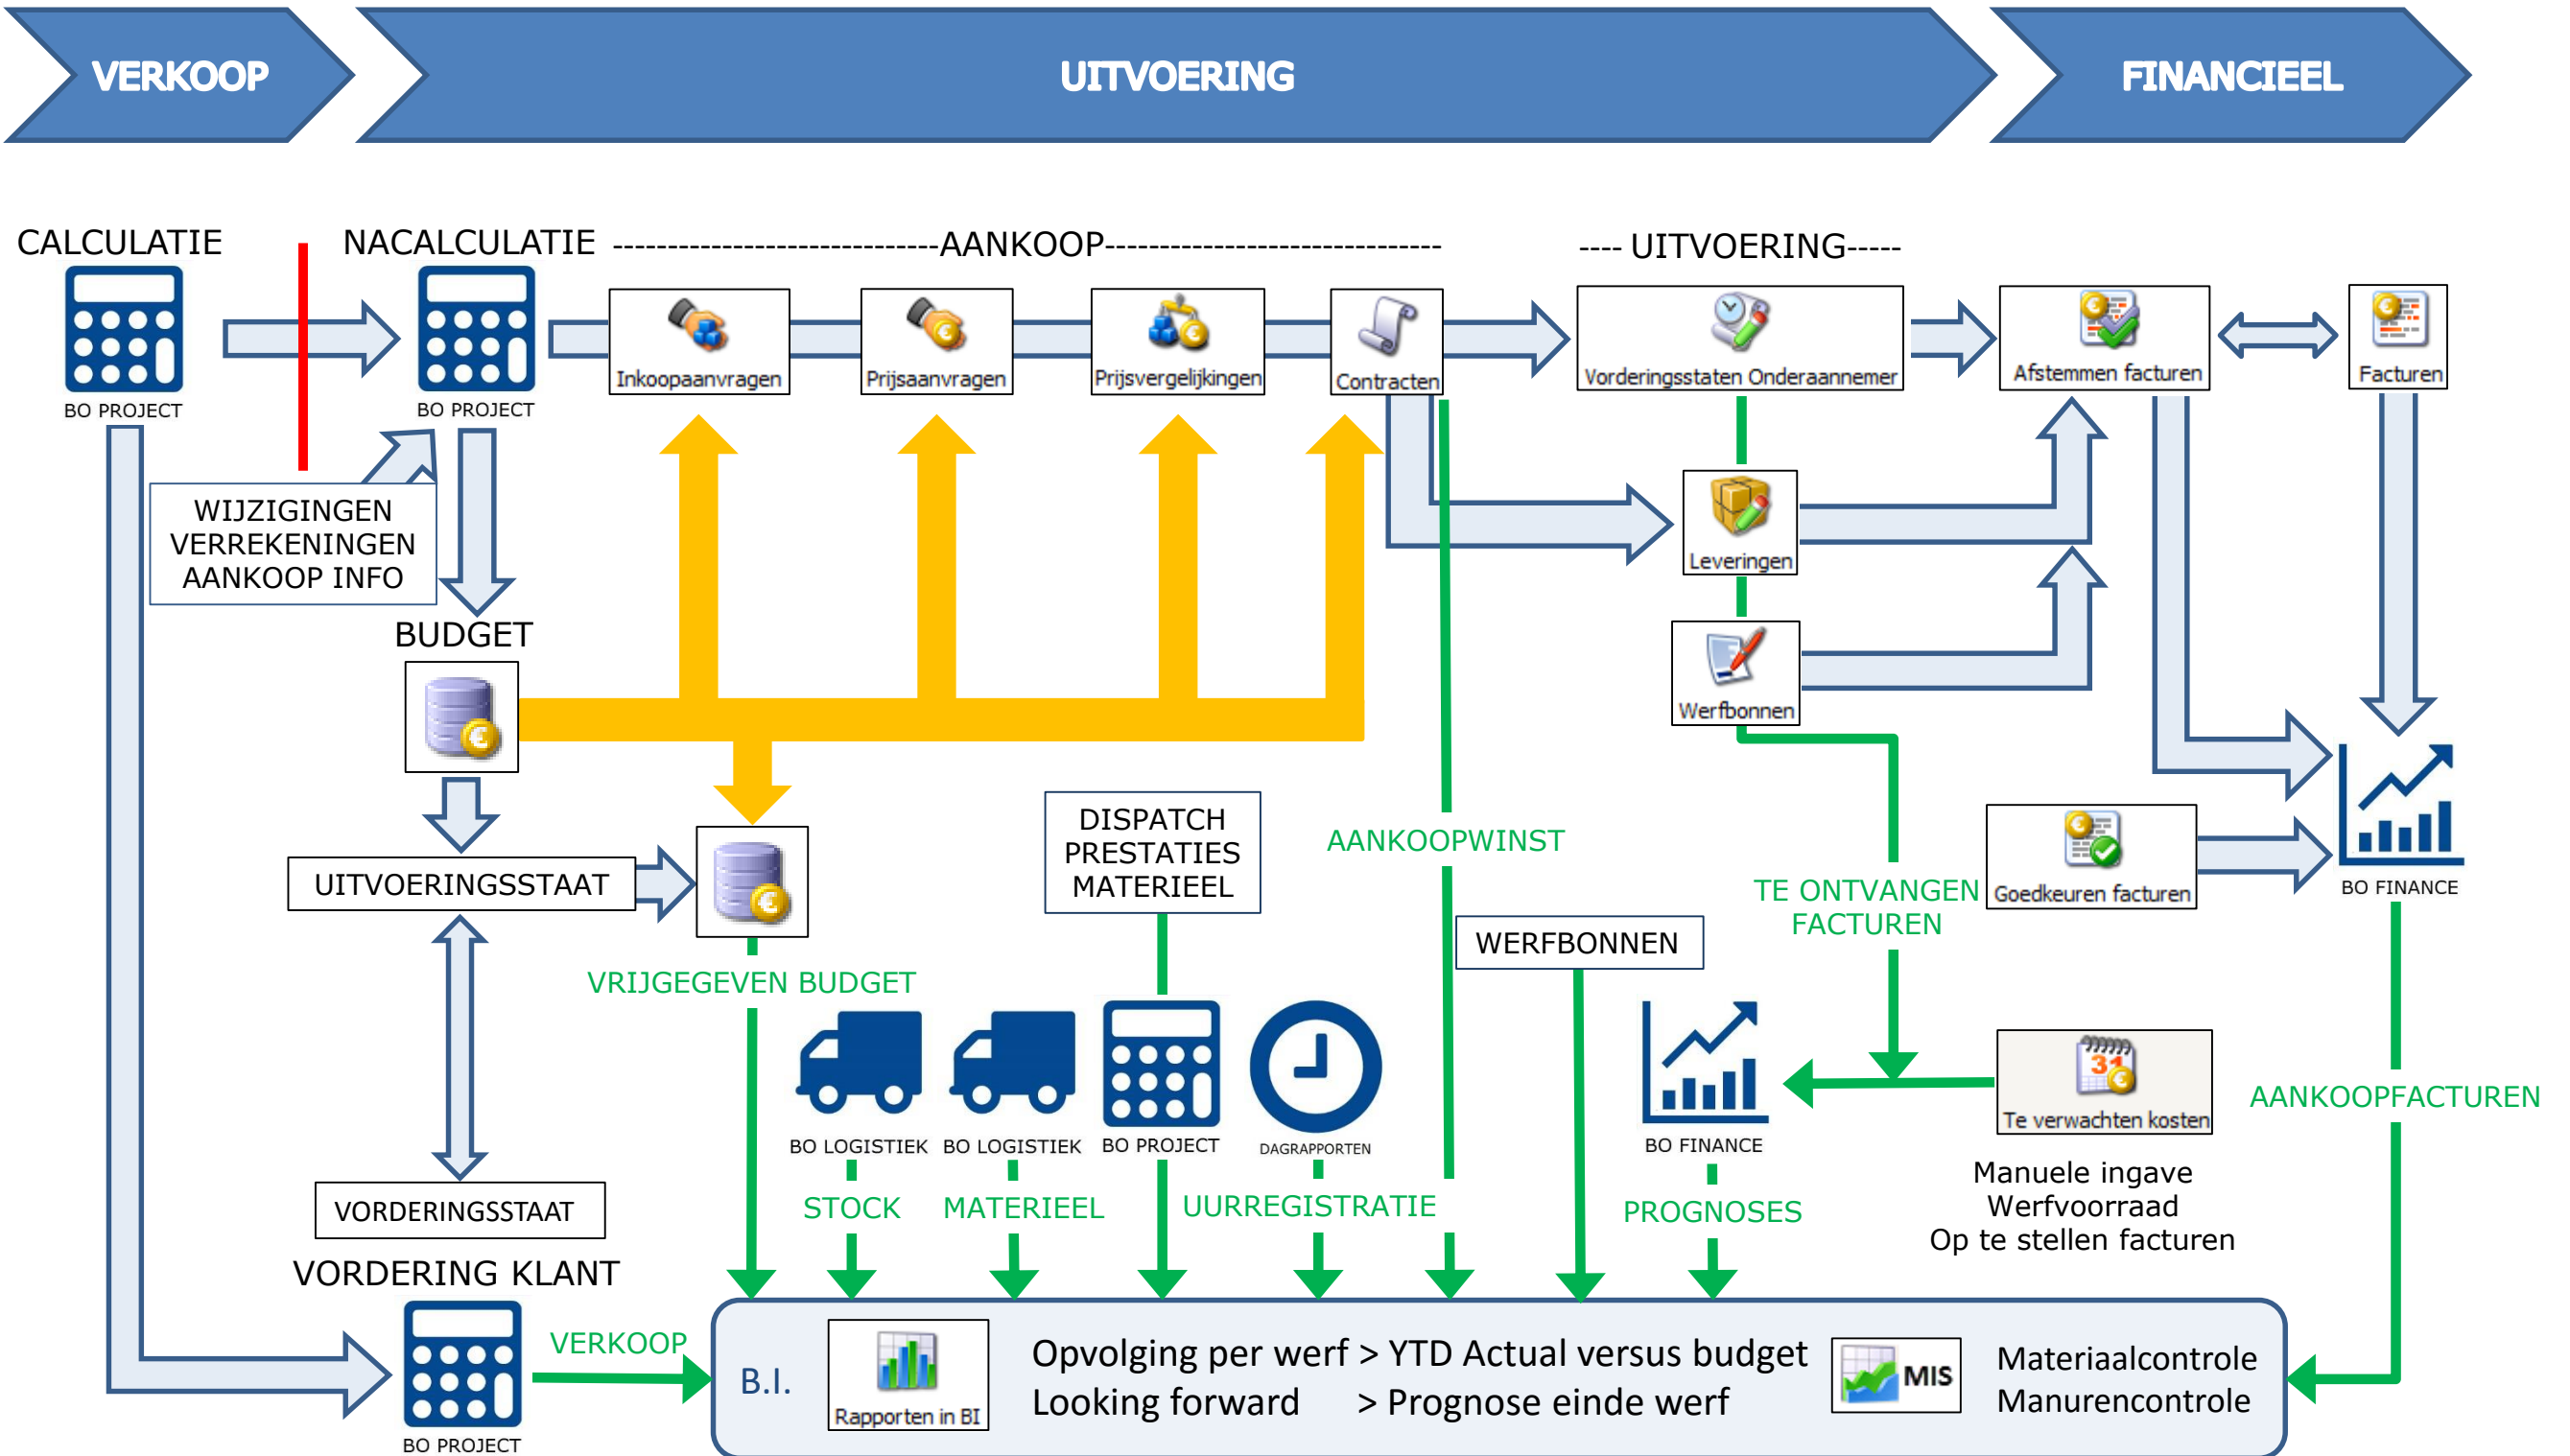 VERKOOP
UITVOERING
FINANCIEEL
CALCULATIE
NACALCULATIE
-----------------------------AANKOOP------------------------------
---- UITVOERING-----
BO PROJECT
BO PROJECT
Inkoopaanvragen
Prijsaanvragen
Prijsvergelijkingen
Contracten
Vorderingsstaten Onderaannemer
Afstemmen facturen
Facturen
WIJZIGINGEN
VERREKENINGEN
AANKOOP INFO
Leveringen
BUDGET
Werfbonnen
DISPATCH
PRESTATIES
MATERIEEL
AANKOOPWINST
UITVOERINGSSTAAT
TE ONTVANGEN
FACTUREN
Goedkeuren facturen
BO FINANCE
WERFBONNEN
VRIJGEGEVEN BUDGET
31
Te verwachten kosten
AANKOOPFACTUREN
BO LOGISTIEK
BO LOGISTIEK
BO PROJECT
DAGRAPPORTEN
BO FINANCE
Manuele ingave
Werfvoorraad
Op te stellen facturen
STOCK
MATERIEEL
UURREGISTRATIE
PROGNOSES
VORDERINGSSTAAT
VORDERING KLANT
BO PROJECT
VERKOOP
B.I.
Rapporten in BI
Opvolging per werf > YTD Actual versus budget
Looking forward > Prognose einde werf
MIS
Materiaalcontrole
Manurencontrole